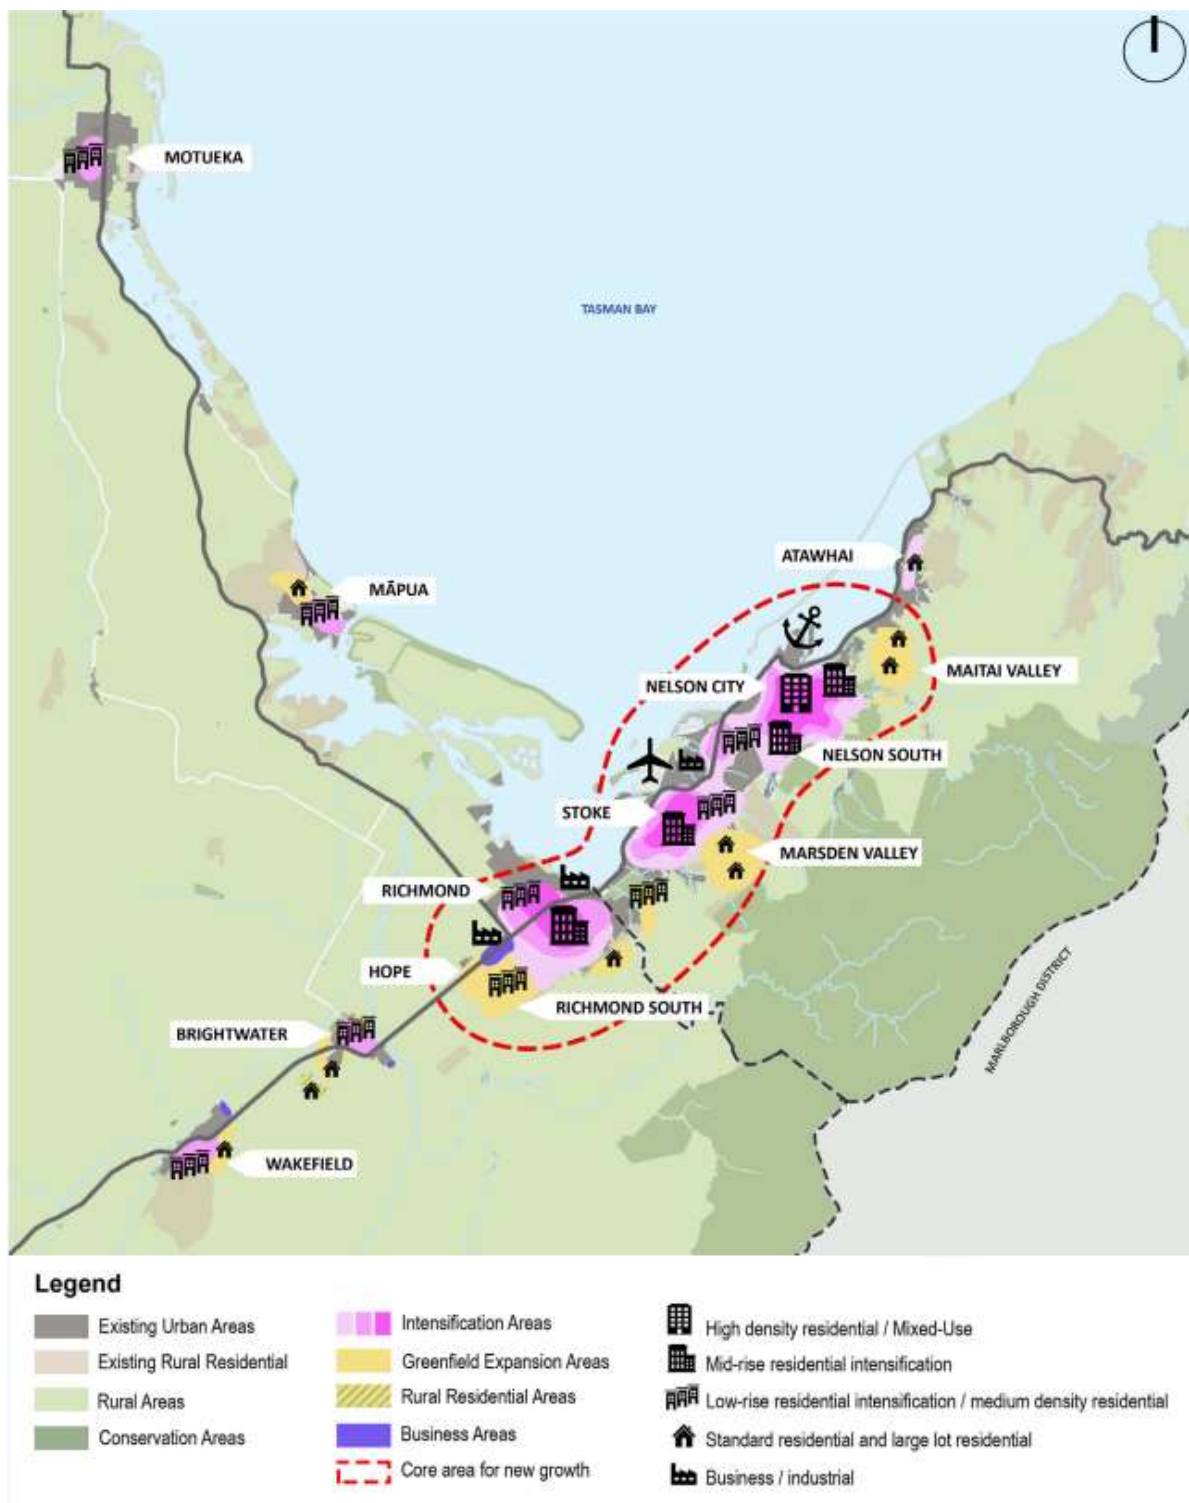 MOTUEKA
TASMAN BAY
ATAWHAI
MĀPUA
MAITAI VALLEY
NELSON CITY
NELSON SOUTH
STOKE
MARSDEN VALLEY
RICHMOND
HOPE
RICHMOND SOUTH
BRIGHTWATER
MARLBOROUGH DISTRICT
WAKEFIELD
Legend
Existing Urban Areas
Existing Rural Residential
Rural Areas
Conservation Areas
Intensification Areas
Greenfield Expansion Areas
Rural Residential Areas
Business Areas
Core area for new growth
High density residential / Mixed-Use
Mid-rise residential intensification
Low-rise residential intensification / medium density residential
Standard residential and large lot residential
Business / industrial